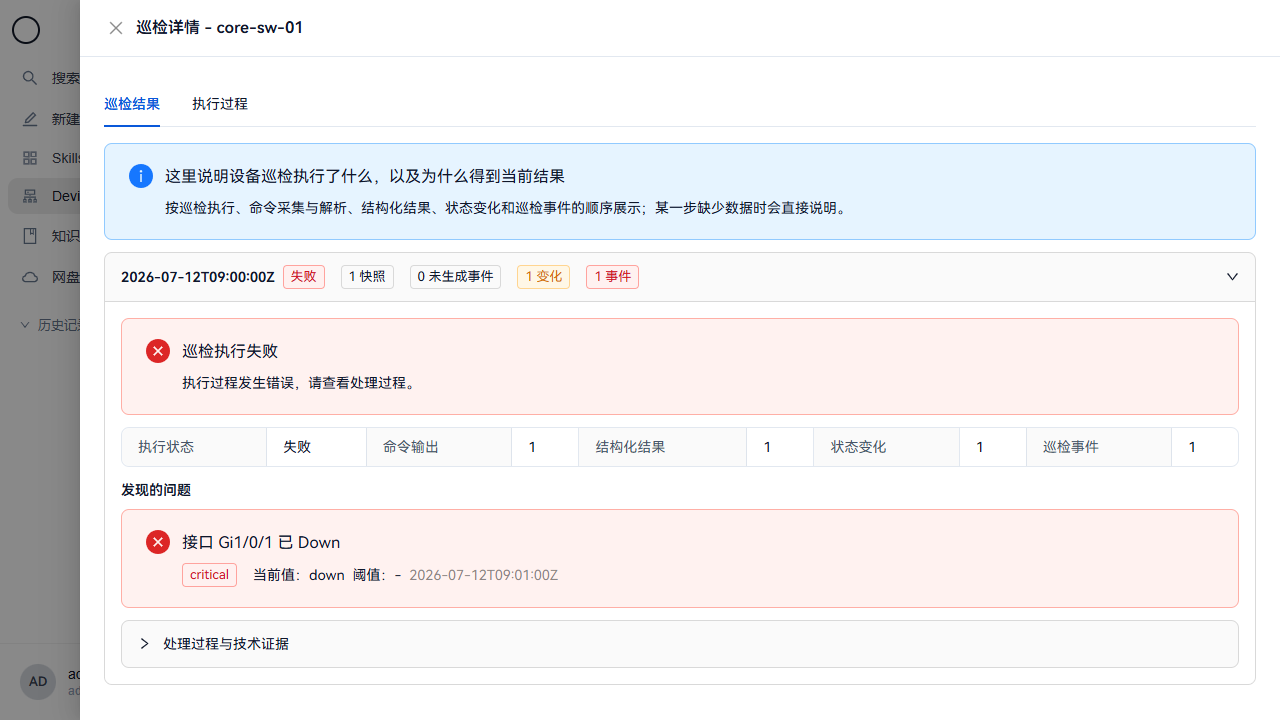 巡检详情 - core-sw-01
搜索
新建
Skills
Devi
知识
网盘
历史记录
AD
ad
ad
巡检结果
执行过程
这里说明设备巡检执行了什么，以及为什么得到当前结果
按巡检执行、命令采集与解析、结构化结果、状态变化和巡检事件的顺序展示；某一步缺少数据时会直接说明。
2026-07-12T09:00:00Z 失败 1 快照 0 未生成事件 1 变化 1 事件
巡检执行失败
执行过程发生错误，请查看处理过程。
执行状态 失败 命令输出 1 结构化结果 1 状态变化 1 巡检事件 1
发现的问题
接口 Gi1/0/1 已 Down
critical 当前值：down 阈值：- 2026-07-12T09:01:00Z
处理过程与技术证据